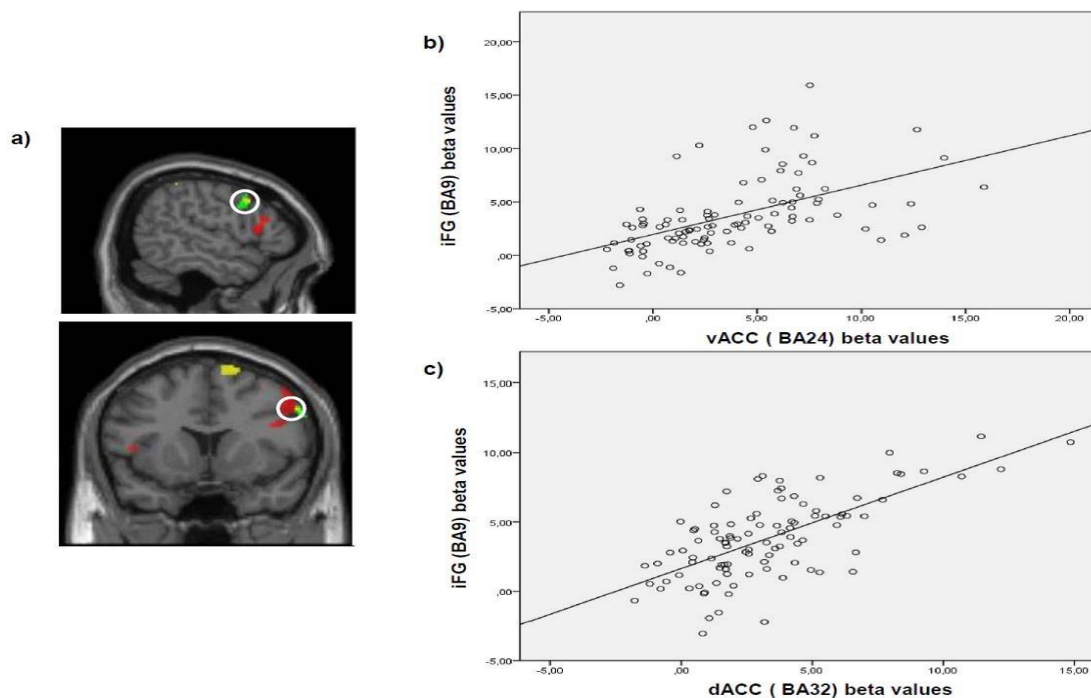 a)
b)
iFG (BA9) beta values
20,00
15,00
10,00
5,00
,00
-5,00
-5,00 ,00 5,00 10,00 15,00 20,00
vACC ( BA24) beta values
c)
iFG (BA9) beta values
15,00
10,00
5,00
,00
-5,00
,00 5,00 10,00 15,00
dACC ( BA32) beta values